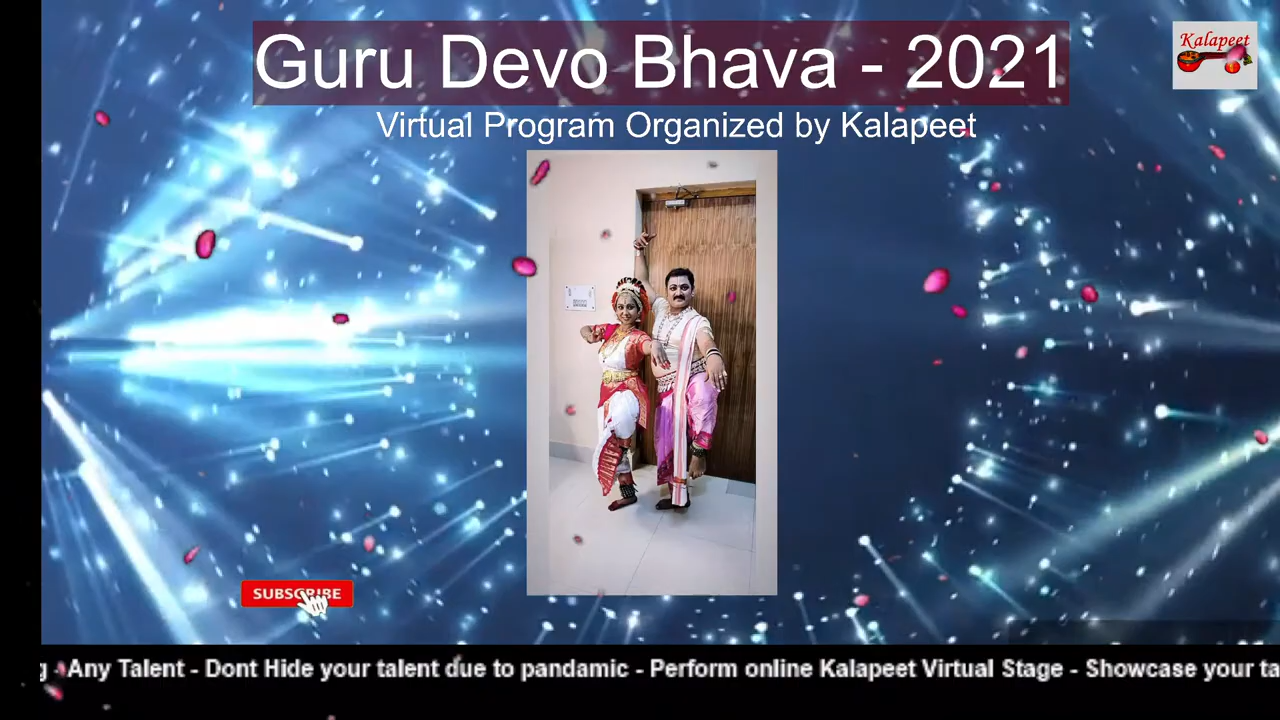 Guru Devo Bhava - 2021
Kalapeet
Virtual Program Organized by Kalapeet
SUBSCRIBE
g - Any Talent - Dont Hide your talent due to pandamic - Perform online Kalapeet Virtual Stage - Showcase your ta